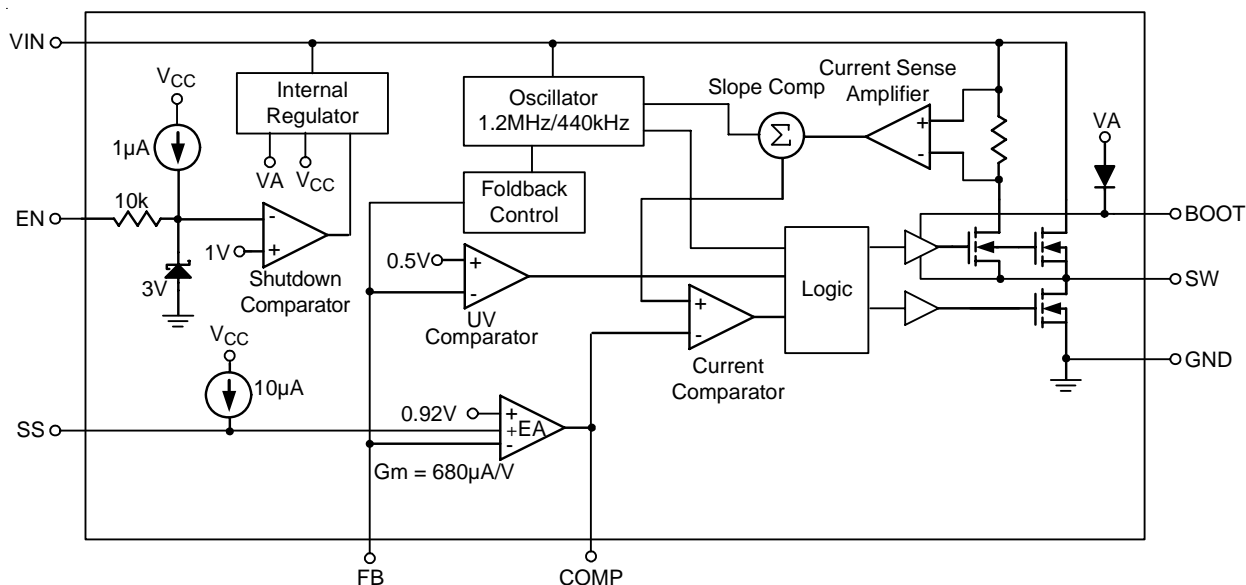 VIN
VCC
Internal
Regulator
Oscillator
1.2MHz/440kHz
Slope Comp
Current Sense
Amplifier
Σ
+
-
VA
1µA
VA
VCC
Foldback
Control
10k
EN
-
+
1V
Shutdown
Comparator
3V
0.5V
+
-
UV
Comparator
Logic
BOOT
SW
+
-
Current
Comparator
GND
VCC
10µA
0.92V
+
+EA
-
SS
Gm = 680µA/V
FB
COMP